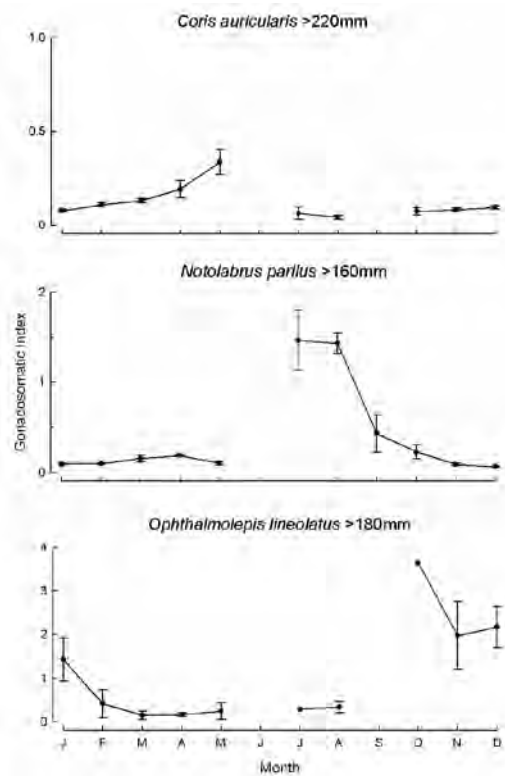 Coris auricularis >220mm
1.0
0.5
0
Notolabrus parilus >160mm
2
1
0
Gonadosomatic Index
Ophthalmolepis lineolatus >180mm
4
3
2
1
0
J F M A M J J A S O N D
Month